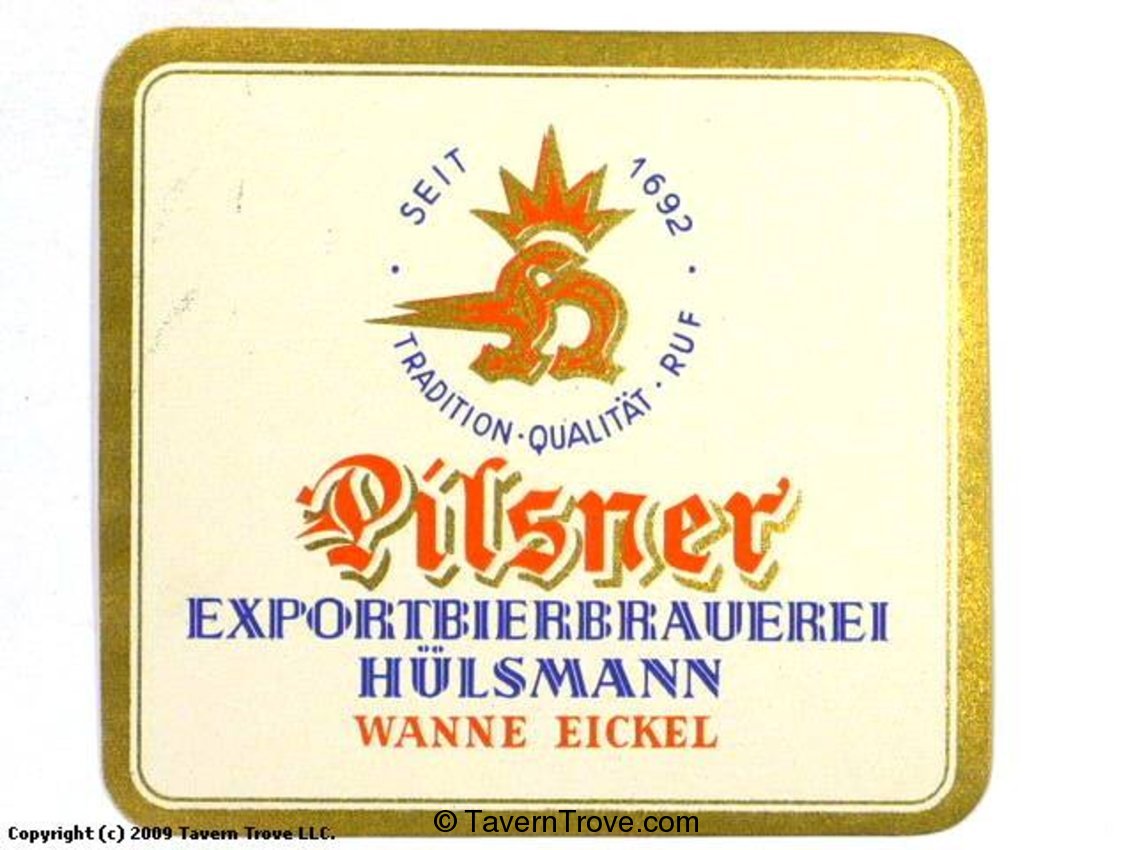 SEIT 1692
TRADITION · QUALITÄT · RUF
H
Pilsner
EXPORTBIERBRAUEREI
HÜLSMANN
WANNE EICKEL
© TavernTrove.com
Copyright (c) 2009 Tavern Trove LLC.